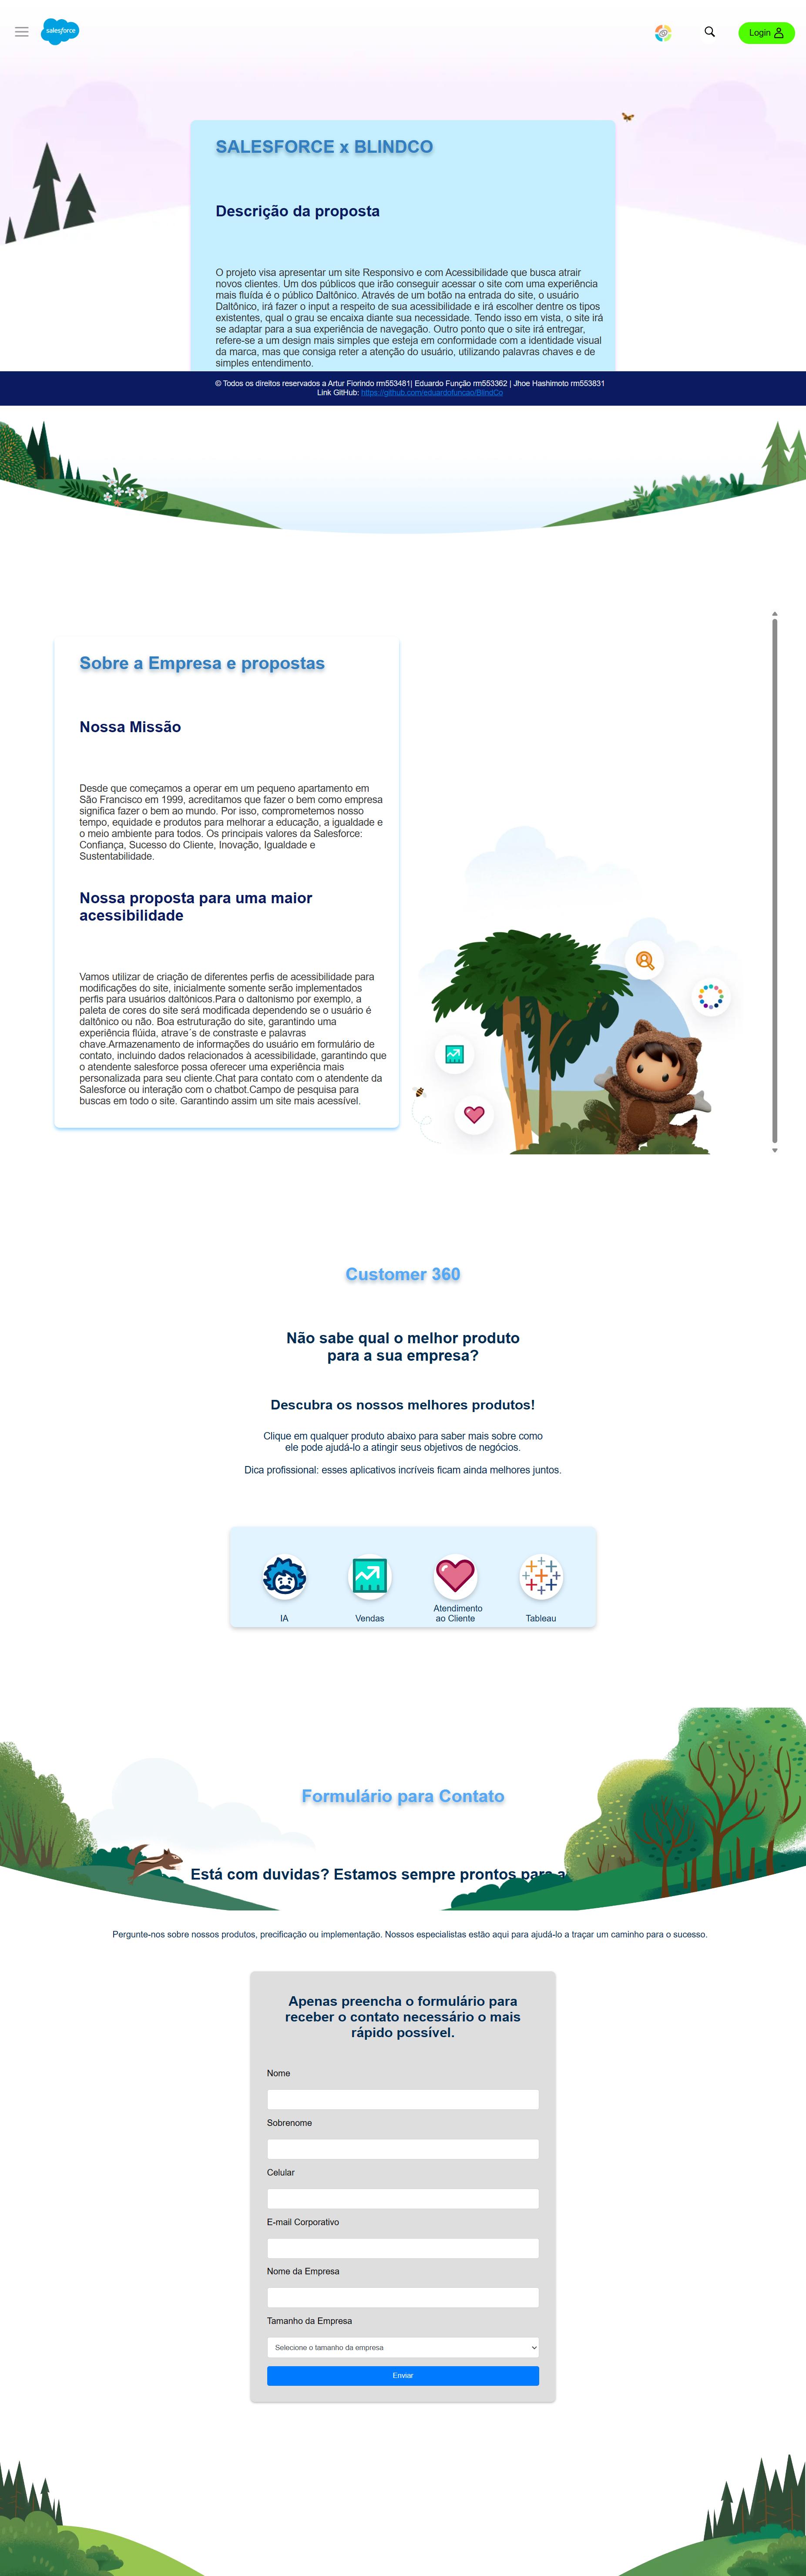 salesforce
Login
SALESFORCE x BLINDCO
Descrição da proposta
O projeto visa apresentar um site Responsivo e com Acessibilidade que busca atrair
novos clientes. Um dos públicos que irão conseguir acessar o site com uma experiência
mais fluída é o público Daltônico. Através de um botão na entrada do site, o usuário
Daltônico, irá fazer o input a respeito de sua acessibilidade e irá escolher dentre os tipos
existentes, qual o grau se encaixa diante sua necessidade. Tendo isso em vista, o site irá
se adaptar para a sua experiência de navegação. Outro ponto que o site irá entregar,
refere-se a um design mais simples que esteja em conformidade com a identidade visual
da marca, mas que consiga reter a atenção do usuário, utilizando palavras chaves e de
simples entendimento.
© Todos os direitos reservados a Artur Fiorindo rm553481| Eduardo Função rm553362 | Jhoe Hashimoto rm553831
Link GitHub: https://github.com/eduardofuncao/BlindCo
Sobre a Empresa e propostas
Nossa Missão
Desde que começamos a operar em um pequeno apartamento em
São Francisco em 1999, acreditamos que fazer o bem como empresa
significa fazer o bem ao mundo. Por isso, comprometemos nosso
tempo, equidade e produtos para melhorar a educação, a igualdade e
o meio ambiente para todos. Os principais valores da Salesforce:
Confiança, Sucesso do Cliente, Inovação, Igualdade e
Sustentabilidade.
Nossa proposta para uma maior
acessibilidade
Vamos utilizar de criação de diferentes perfis de acessibilidade para
modificações do site, inicialmente somente serão implementados
perfis para usuários daltônicos.Para o daltonismo por exemplo, a
paleta de cores do site será modificada dependendo se o usuário é
daltônico ou não. Boa estruturação do site, garantindo uma
experiência flúida, através de constraste e palavras
chave.Armazenamento de informações do usuário em formulário de
contato, incluindo dados relacionados à acessibilidade, garantindo que
o atendente salesforce possa oferecer uma experiência mais
personalizada para seu cliente.Chat para contato com o atendente da
Salesforce ou interação com o chatbot.Campo de pesquisa para
buscas em todo o site. Garantindo assim um site mais acessível.
Customer 360
Não sabe qual o melhor produto
para a sua empresa?
Descubra os nossos melhores produtos!
Clique em qualquer produto abaixo para saber mais sobre como
ele pode ajudá-lo a atingir seus objetivos de negócios.
Dica profissional: esses aplicativos incríveis ficam ainda melhores juntos.
IA
Vendas
Atendimento
ao Cliente
Tableau
Formulário para Contato
Está com duvidas? Estamos sempre prontos para
Pergunte-nos sobre nossos produtos, precificação ou implementação. Nossos especialistas estão aqui para ajudá-lo a traçar um caminho para o sucesso.
Apenas preencha o formulário para
receber o contato necessário o mais
rápido possível.
Nome
Sobrenome
Celular
E-mail Corporativo
Nome da Empresa
Tamanho da Empresa
Selecione o tamanho da empresa
Enviar